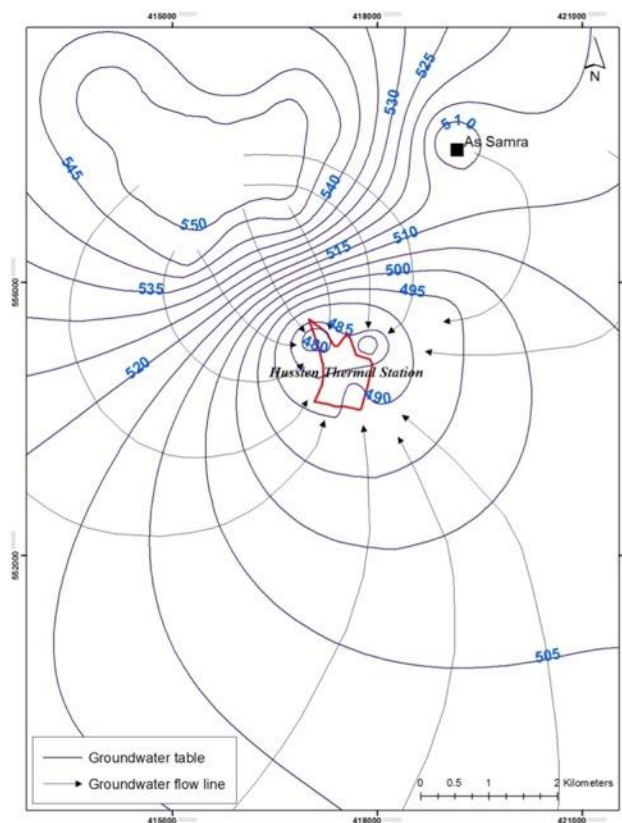 415000 418000 421000
525
N
530
510
As Samra
545
540
550
510
515
500
556000
535
495
485
480
520
Hussien Thermal Station
490
552000
505
Groundwater table
Groundwater flow line
0 0.5 1 2 Kilometers
415000 418000 421000